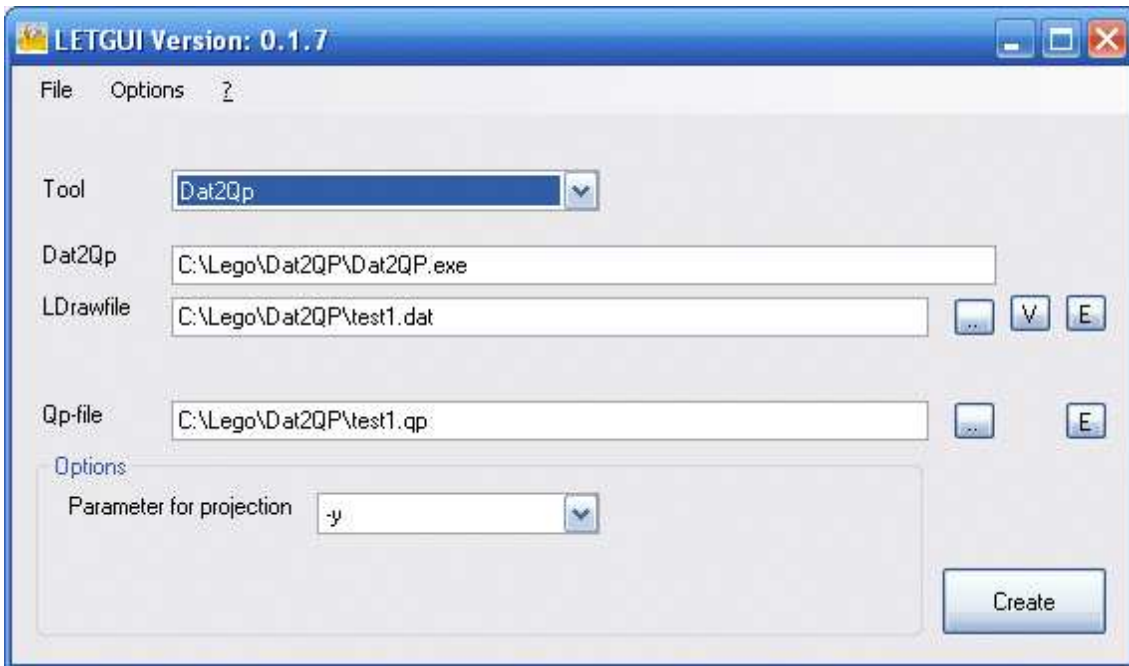 LETGUI Version: 0.1.7
File Options ?
Tool Dat2Qp
Dat2Qp C:\Lego\Dat2QP\Dat2QP.exe
LDrawfile C:\Lego\Dat2QP\test1.dat .. V E
Qp-file C:\Lego\Dat2QP\test1.qp .. E
Options
Parameter for projection -y
Create